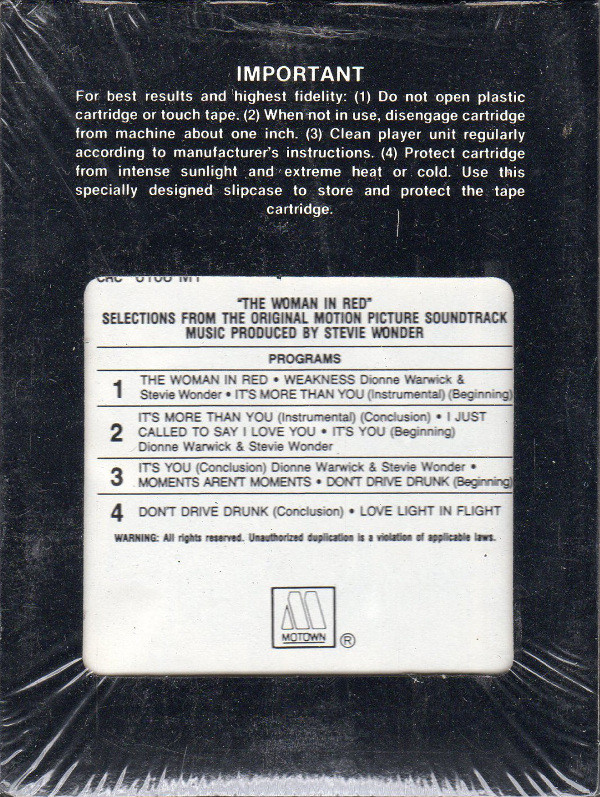 IMPORTANT
For best results and highest fidelity: (1) Do not open plastic
cartridge or touch tape. (2) When not in use, disengage cartridge
from machine about one inch. (3) Clean player unit regularly
according to manufacturer's instructions. (4) Protect cartridge
from intense sunlight and extreme heat or cold. Use this
specially designed slipcase to store and protect the tape
cartridge.
"THE WOMAN IN RED"
SELECTIONS FROM THE ORIGINAL MOTION PICTURE SOUNDTRACK
MUSIC PRODUCED BY STEVIE WONDER
PROGRAMS
1 THE WOMAN IN RED • WEAKNESS Dionne Warwick &
Stevie Wonder • IT'S MORE THAN YOU (Instrumental) (Beginning)
2 IT'S MORE THAN YOU (Instrumental) (Conclusion) • I JUST
CALLED TO SAY I LOVE YOU • IT'S YOU (Beginning)
Dionne Warwick & Stevie Wonder
3 IT'S YOU (Conclusion) Dionne Warwick & Stevie Wonder •
MOMENTS AREN'T MOMENTS • DON'T DRIVE DRUNK (Beginning)
4 DON'T DRIVE DRUNK (Conclusion) • LOVE LIGHT IN FLIGHT
WARNING: All rights reserved. Unauthorized duplication is a violation of applicable laws.
MOTOWN ®